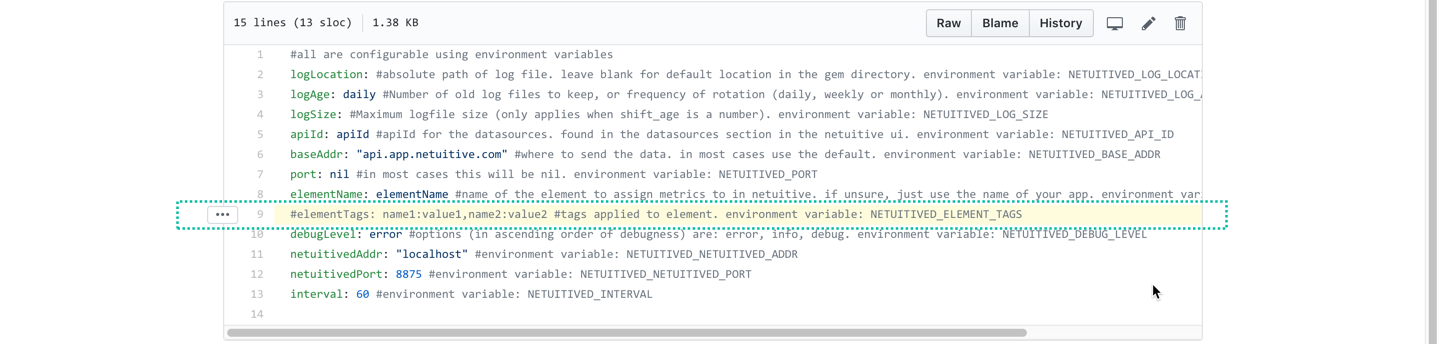 15 lines (13 sloc) 1.38 KB Raw Blame History
1 #all are configurable using environment variables
2 logLocation: #absolute path of log file. leave blank for default location in the gem directory. environment variable: NETUITIVED_LOG_LOCAT
3 logAge: daily #Number of old log files to keep, or frequency of rotation (daily, weekly or monthly). environment variable: NETUITIVED_LOG_
4 logSize: #Maximum logfile size (only applies when shift_age is a number). environment variable: NETUITIVED_LOG_SIZE
5 apiId: apiId #apiId for the datasources. found in the datasources section in the netuitive ui. environment variable: NETUITIVED_API_ID
6 baseAddr: "api.app.netuitive.com" #where to send the data. in most cases use the default. environment variable: NETUITIVED_BASE_ADDR
7 port: nil #in most cases this will be nil. environment variable: NETUITIVED_PORT
8 elementName: elementName #name of the element to assign metrics to in netuitive. if unsure, just use the name of your app. environment var
9 #elementTags: name1:value1,name2:value2 #tags applied to element. environment variable: NETUITIVED_ELEMENT_TAGS
10 debugLevel: error #options (in ascending order of debugness) are: error, info, debug. environment variable: NETUITIVED_DEBUG_LEVEL
11 netuitivedAddr: "localhost" #environment variable: NETUITIVED_NETUITIVED_ADDR
12 netuitivedPort: 8875 #environment variable: NETUITIVED_NETUITIVED_PORT
13 interval: 60 #environment variable: NETUITIVED_INTERVAL
14